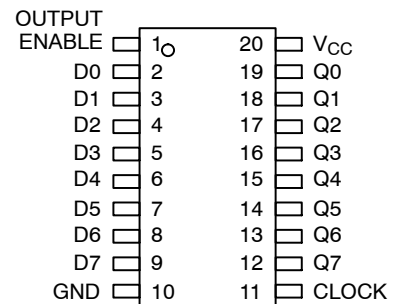 OUTPUT
ENABLE 1 20 VCC
D0 2 19 Q0
D1 3 18 Q1
D2 4 17 Q2
D3 5 16 Q3
D4 6 15 Q4
D5 7 14 Q5
D6 8 13 Q6
D7 9 12 Q7
GND 10 11 CLOCK